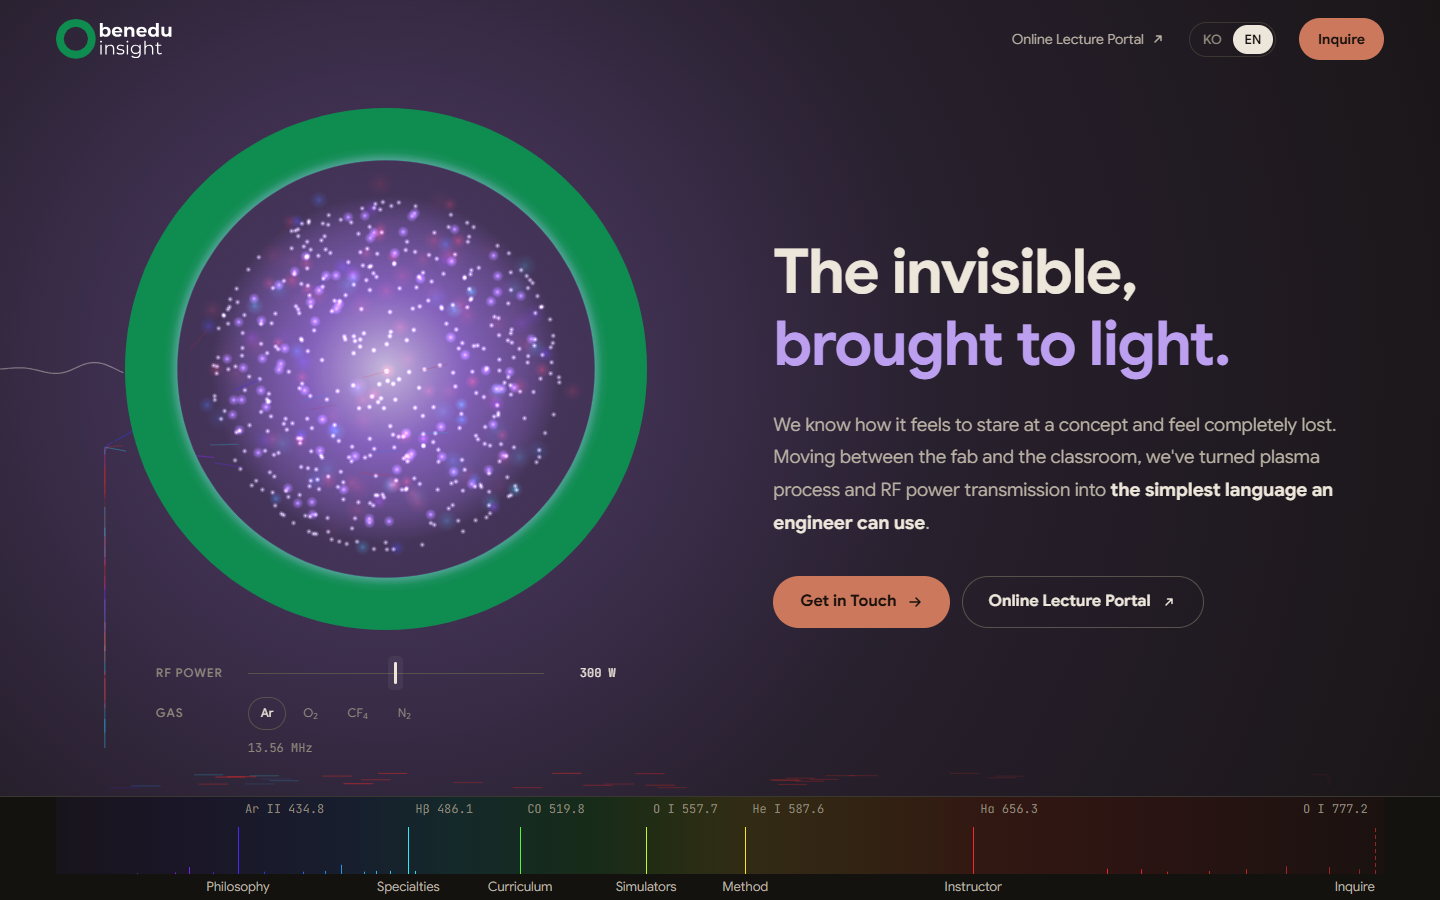 benedu
insight
Online Lecture Portal ↗
KO EN
Inquire
The invisible,
brought to light.
We know how it feels to stare at a concept and feel completely lost.
Moving between the fab and the classroom, we've turned plasma
process and RF power transmission into the simplest language an
engineer can use.
Get in Touch →
Online Lecture Portal ↗
RF POWER 300 W
GAS Ar O₂ CF₄ N₂
13.56 MHz
Ar II 434.8 Hβ 486.1 CO 519.8 O I 557.7 He I 587.6 Hα 656.3 O I 777.2
Philosophy Specialties Curriculum Simulators Method Instructor Inquire